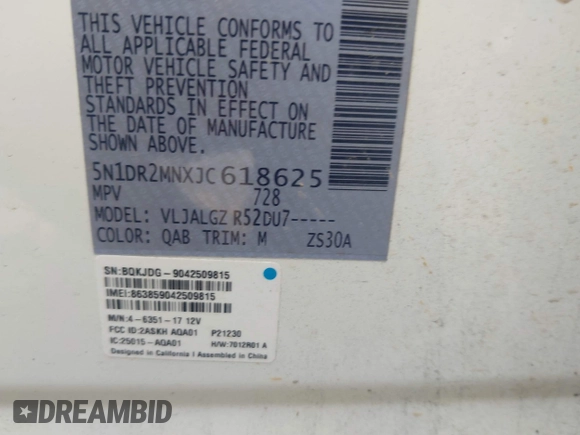 THIS VEHICLE CONFORMS TO
ALL APPLICABLE FEDERAL
MOTOR VEHICLE SAFETY AND
THEFT PREVENTION
STANDARDS IN EFFECT ON
THE DATE OF MANUFACTURE
SHOWN ABOVE.
5N1DR2MNXJC618625
MPV 728
MODEL: VLJALGZ R52DU7-----
COLOR: QAB TRIM: M ZS30A
SN:BQKJDG-9042509815
IMEI:863859042509815
M/N:4-6351-17 12V
FCC ID:2ASKH AQA01 P21230
IC:25015-AQA01 H/W:7012R01 A
Designed in California | Assembled in China
DREAMBID